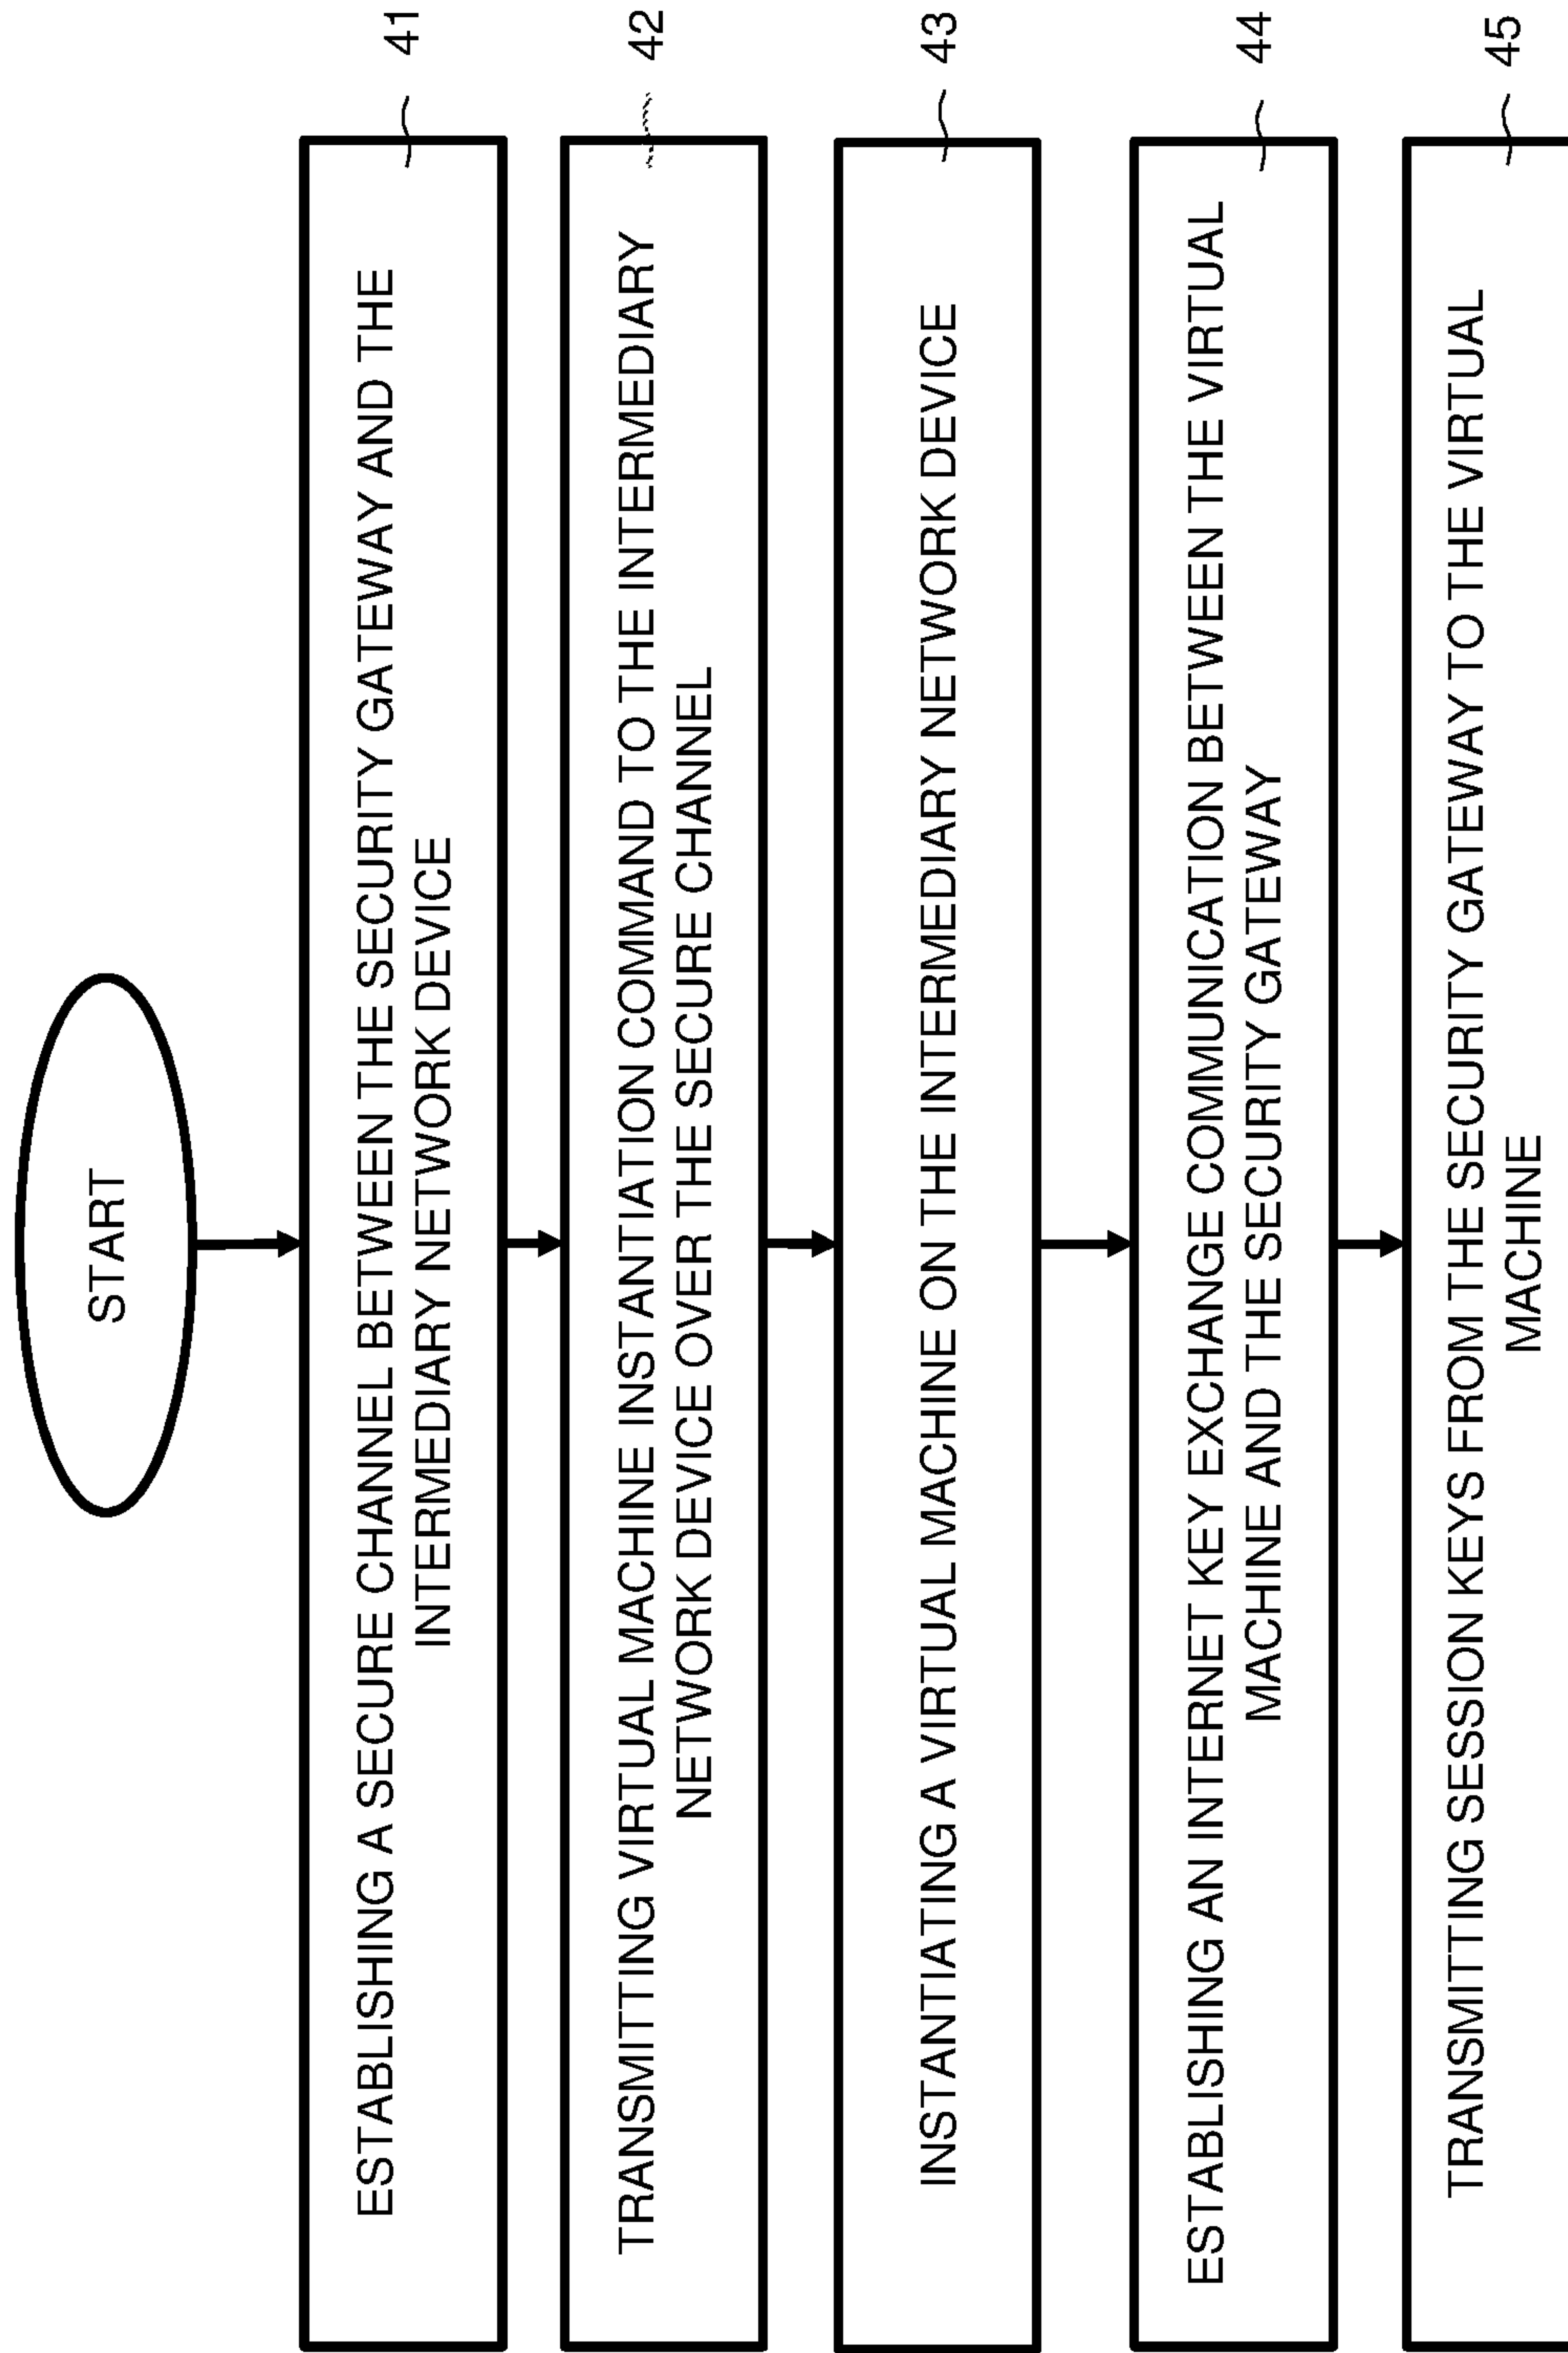 START
ESTABLISHING A SECURE CHANNEL BETWEEN THE SECURITY GATEWAY AND THE
INTERMEDIARY NETWORK DEVICE
41
TRANSMITTING VIRTUAL MACHINE INSTANTIATION COMMAND TO THE INTERMEDIARY
NETWORK DEVICE OVER THE SECURE CHANNEL
42
INSTANTIATING A VIRTUAL MACHINE ON THE INTERMEDIARY NETWORK DEVICE
43
ESTABLISHING AN INTERNET KEY EXCHANGE COMMUNICATION BETWEEN THE VIRTUAL
MACHINE AND THE SECURITY GATEWAY
44
TRANSMITTING SESSION KEYS FROM THE SECURITY GATEWAY TO THE VIRTUAL
MACHINE
45